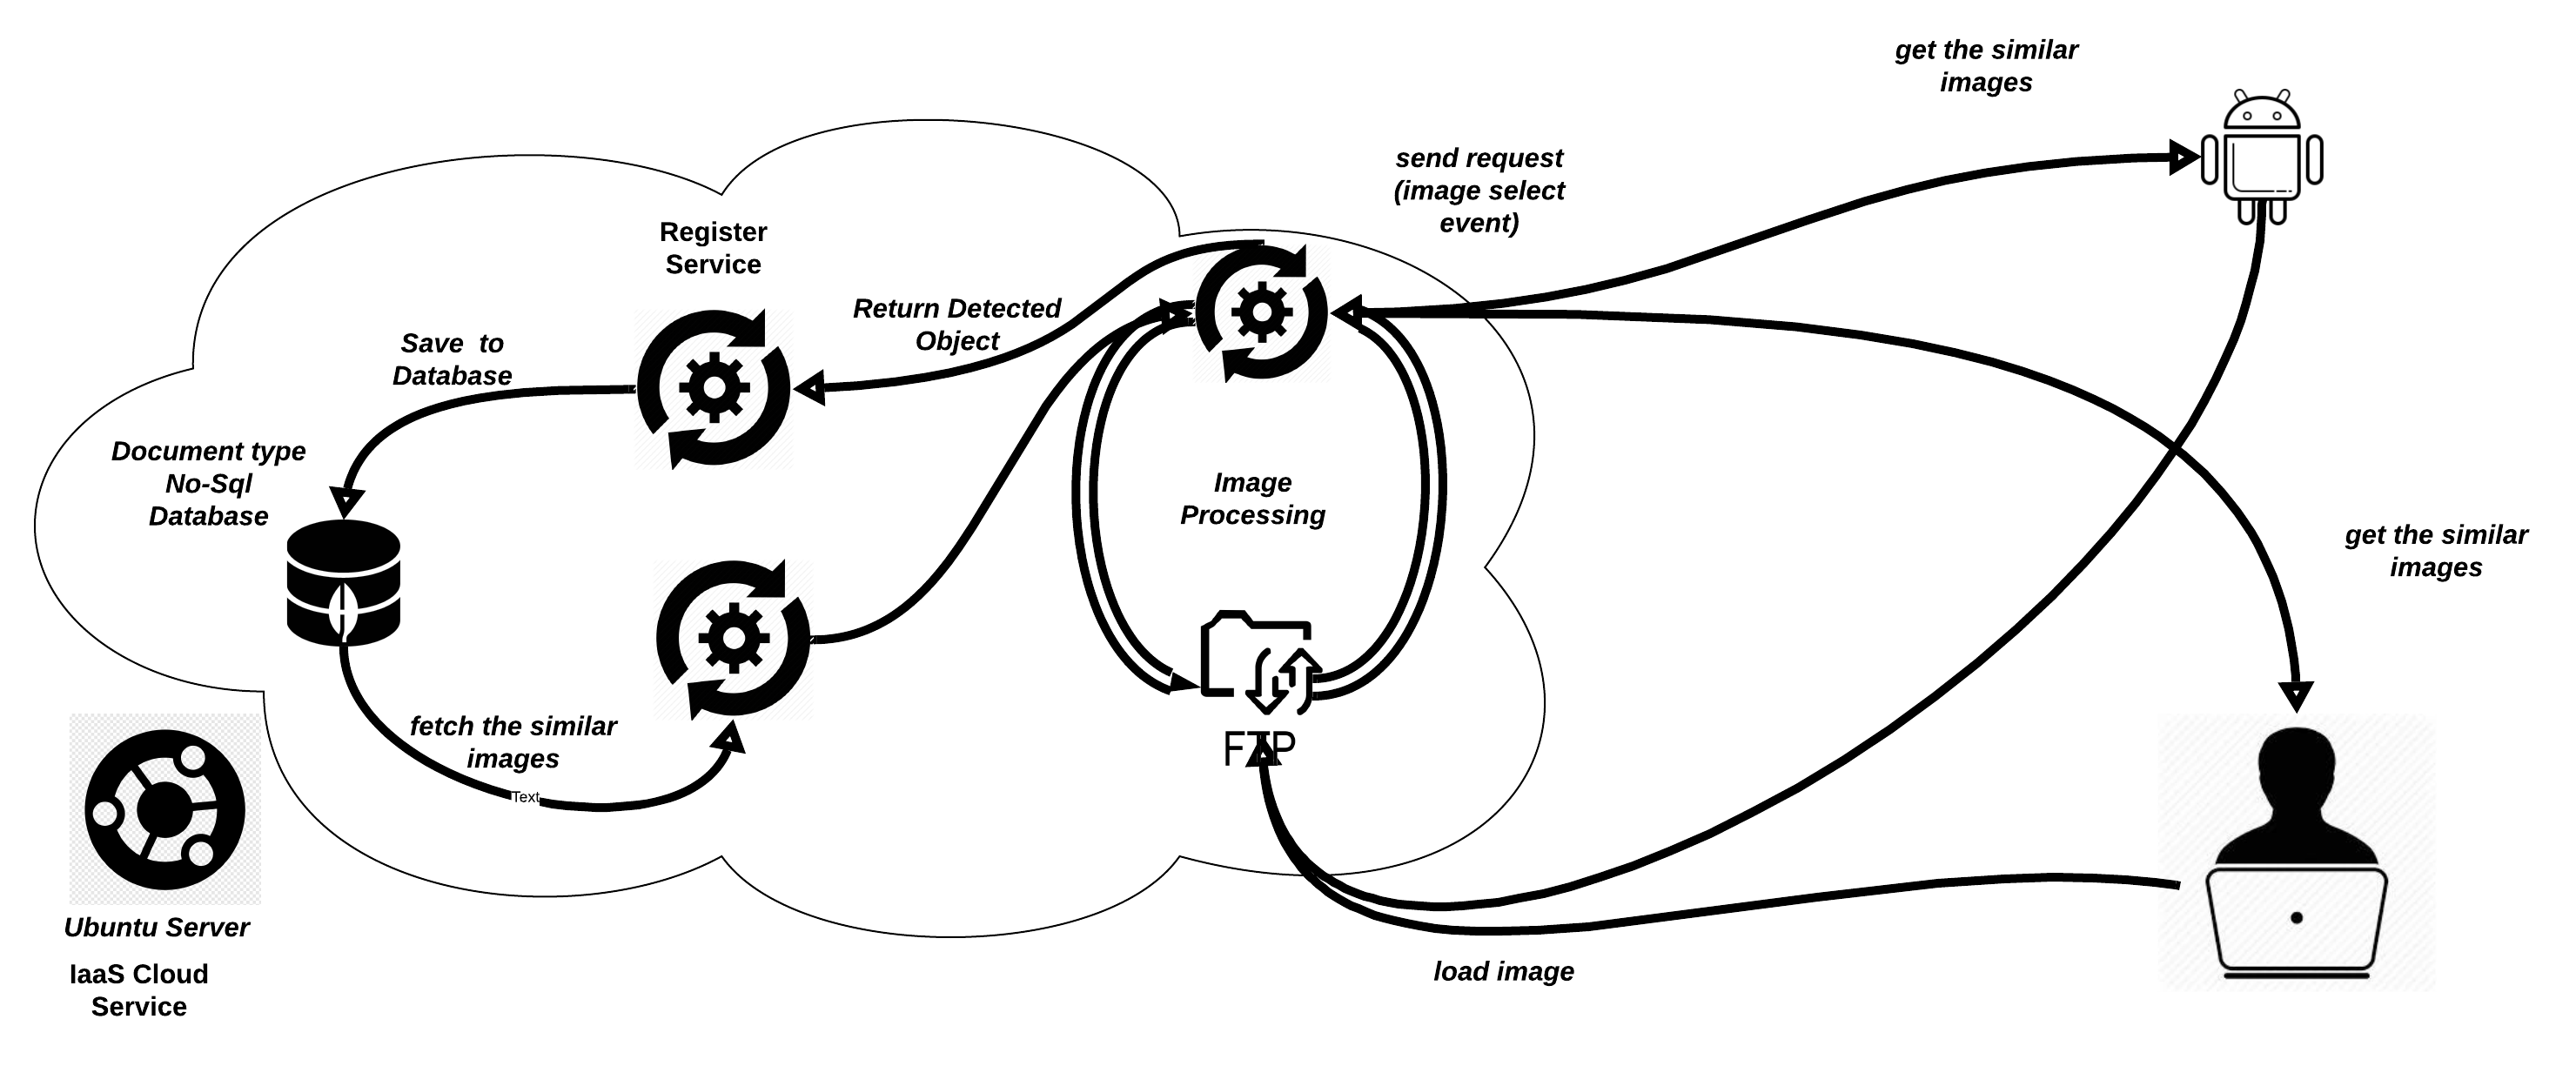 get the similar
images
send request
(image select
event)
Register
Service
Return Detected
Object
Save  to
Database
Document type
No-Sql
Database
Image
Processing
get the similar
images
fetch the similar
images
Text
FTP
Ubuntu Server
IaaS Cloud
Service
load image